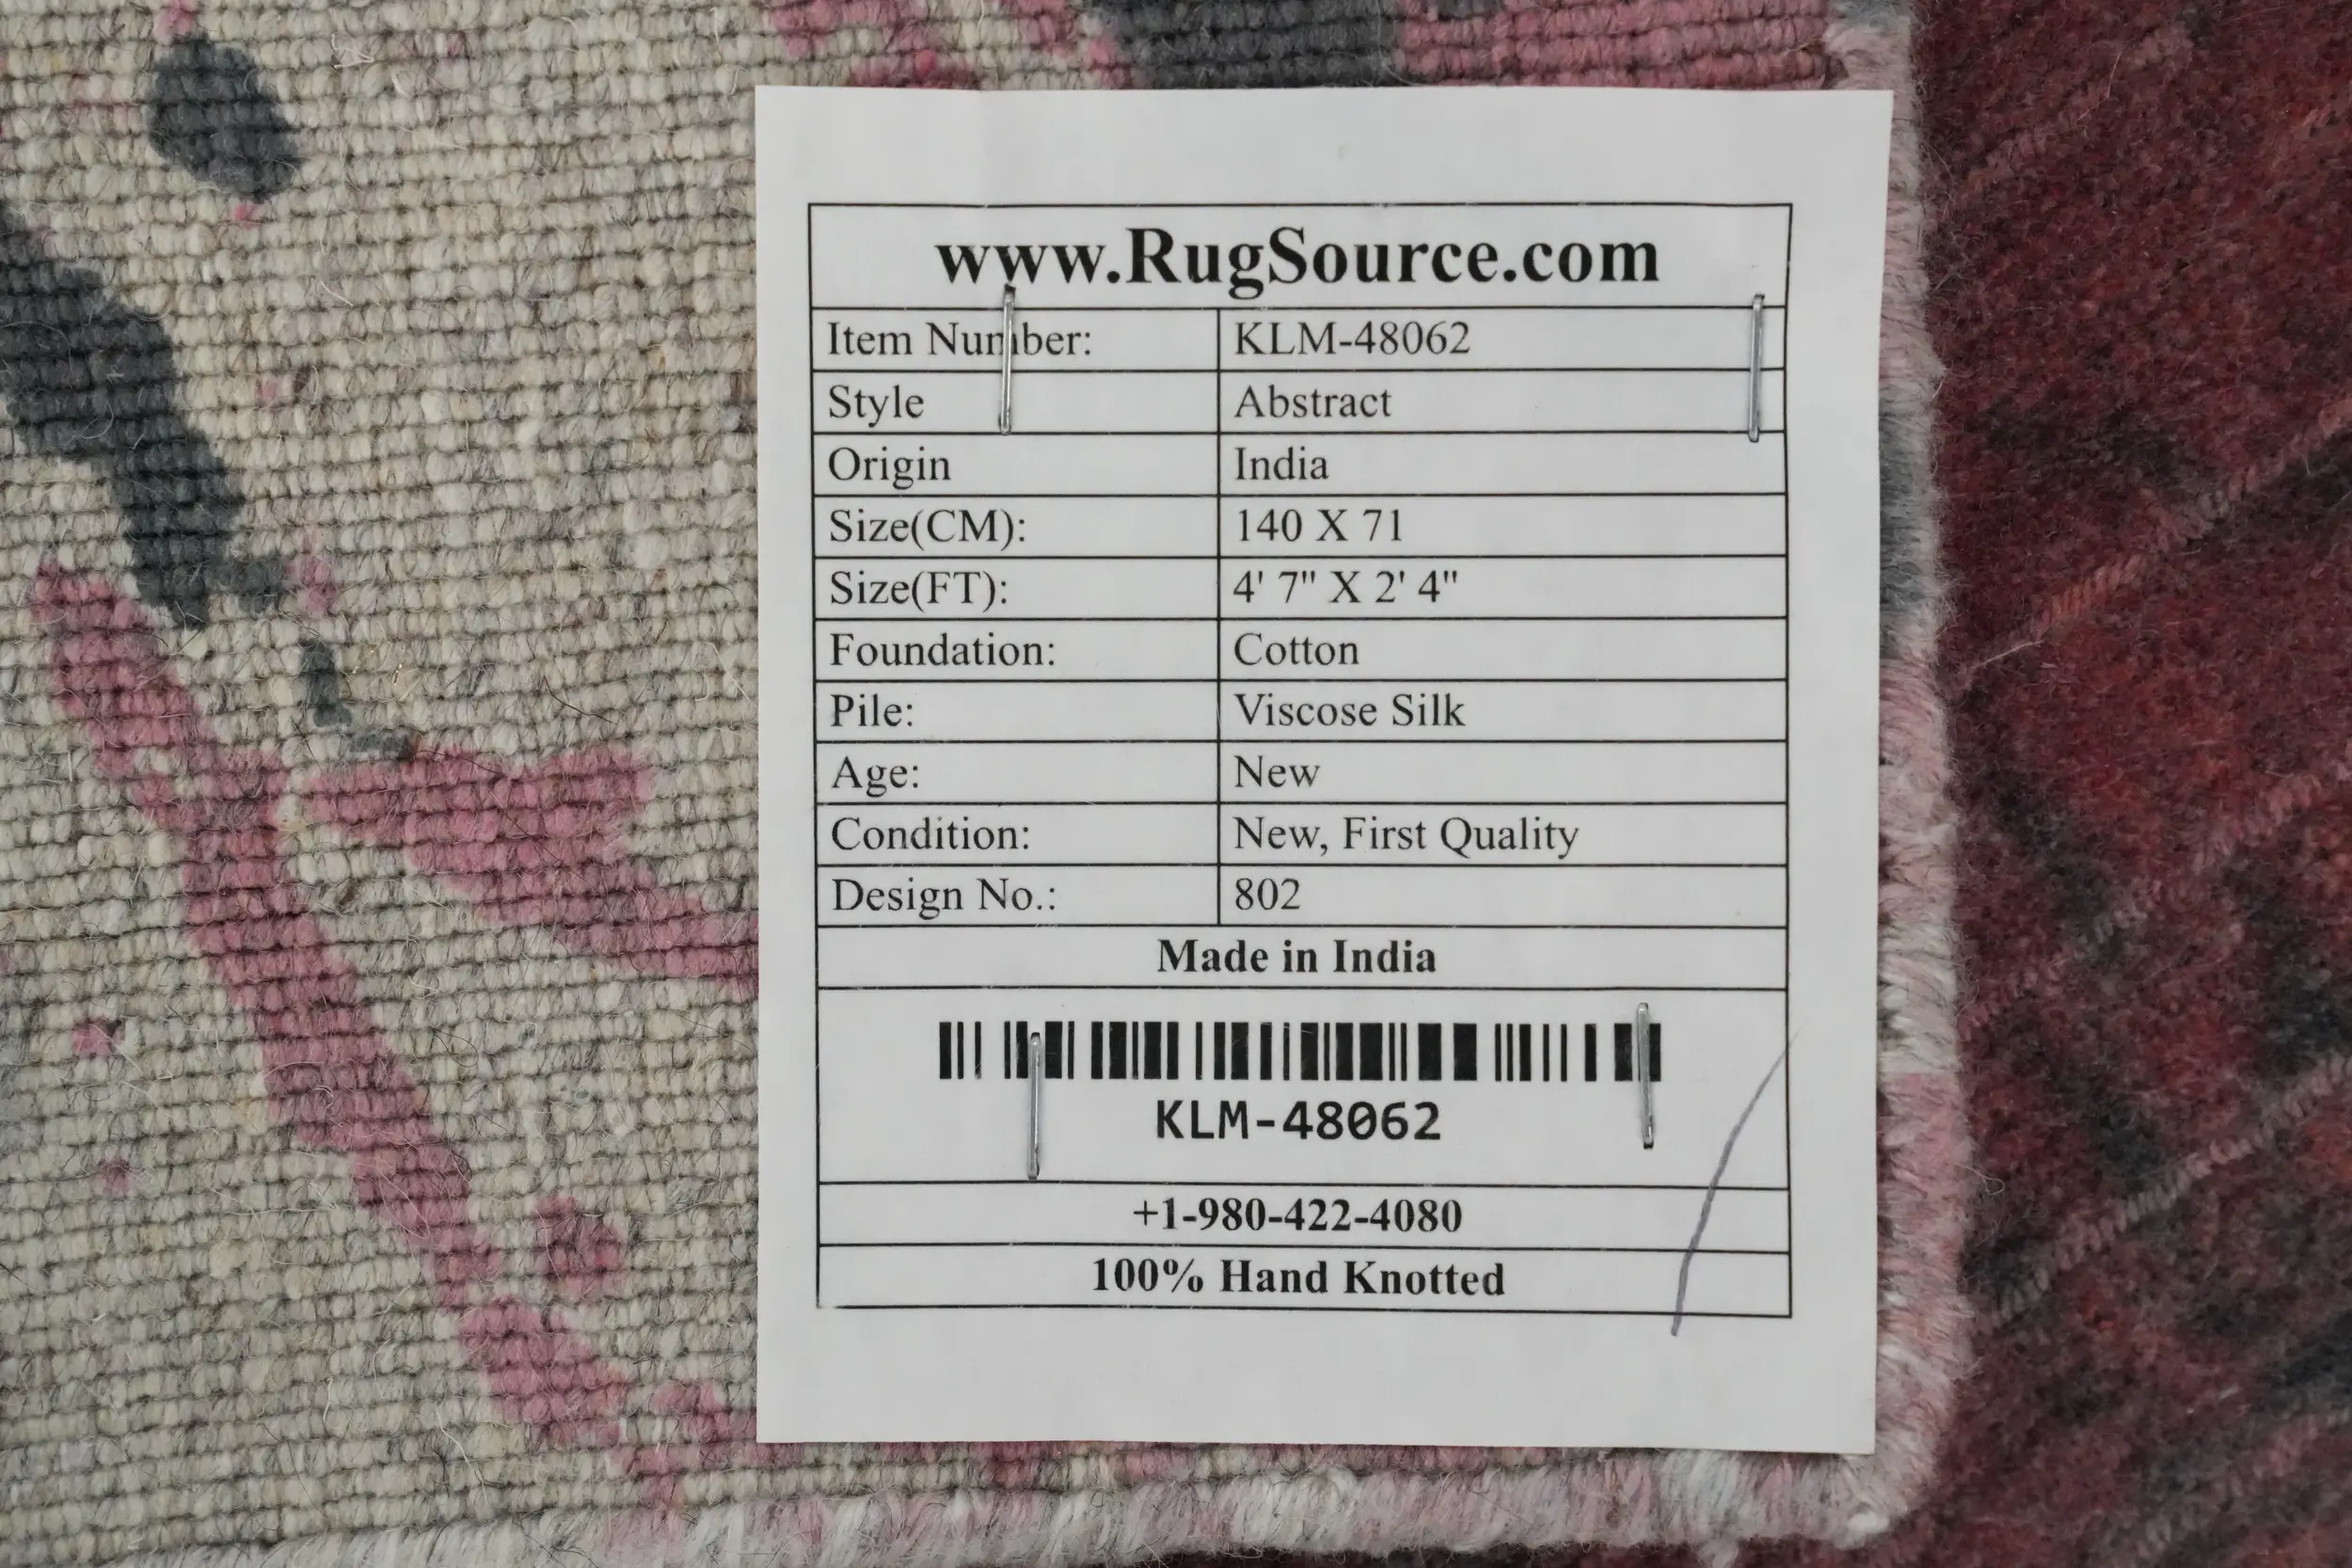 www.RugSource.com
Item Number: KLM-48062
Style Abstract
Origin India
Size(CM): 140 X 71
Size(FT): 4' 7" X 2' 4"
Foundation: Cotton
Pile: Viscose Silk
Age: New
Condition: New, First Quality
Design No.: 802
Made in India
KLM-48062
+1-980-422-4080
100% Hand Knotted